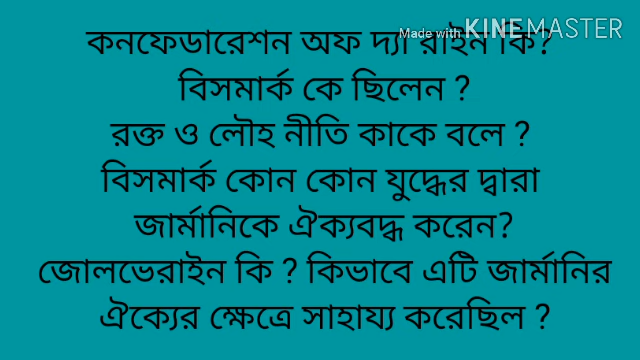 কনফেডারেশন অফ দ্যা রাইন কি?
Made with KINEMASTER
বিসমার্ক কে ছিলেন ?
রক্ত ও লৌহ নীতি কাকে বলে ?
বিসমার্ক কোন কোন যুদ্ধের দ্বারা
জার্মানিকে ঐক্যবদ্ধ করেন?
জোলভেরাইন কি ? কিভাবে এটি জার্মানির
ঐক্যের ক্ষেত্রে সাহায্য করেছিল ?